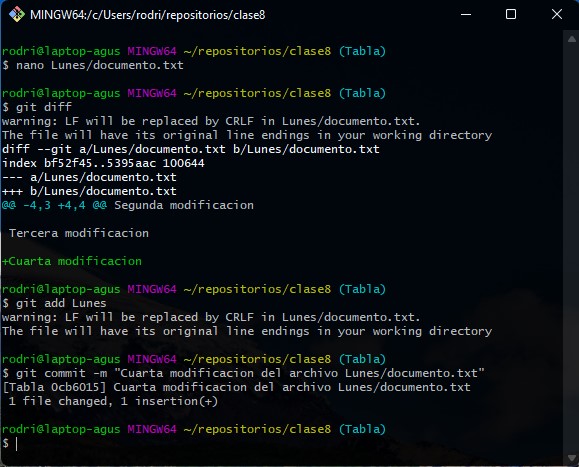 MINGW64:/c/Users/rodri/repositorios/clase8
rodri@laptop-agus MINGW64 ~/repositorios/clase8 (Tabla)
$ nano Lunes/documento.txt
rodri@laptop-agus MINGW64 ~/repositorios/clase8 (Tabla)
$ git diff
warning: LF will be replaced by CRLF in Lunes/documento.txt.
The file will have its original line endings in your working directory
diff --git a/Lunes/documento.txt b/Lunes/documento.txt
index bf52f45..5395aac 100644
--- a/Lunes/documento.txt
+++ b/Lunes/documento.txt
@@ -4,3 +4,4 @@ Segunda modificacion
Tercera modificacion
+Cuarta modificacion
rodri@laptop-agus MINGW64 ~/repositorios/clase8 (Tabla)
$ git add Lunes
warning: LF will be replaced by CRLF in Lunes/documento.txt.
The file will have its original line endings in your working directory
rodri@laptop-agus MINGW64 ~/repositorios/clase8 (Tabla)
$ git commit -m "Cuarta modificacion del archivo Lunes/documento.txt"
[Tabla 0cb6015] Cuarta modificacion del archivo Lunes/documento.txt
1 file changed, 1 insertion(+)
rodri@laptop-agus MINGW64 ~/repositorios/clase8 (Tabla)
$